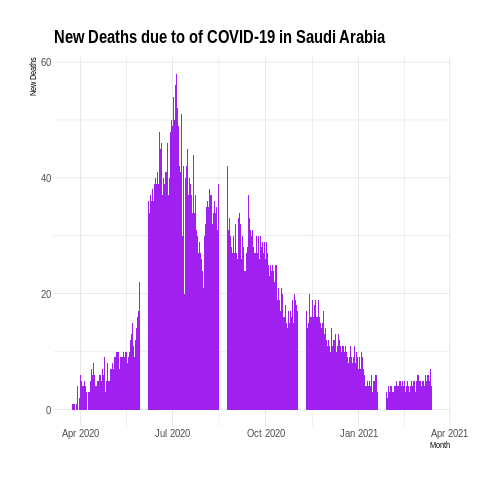 New Deaths due to of COVID-19 in Saudi Arabia
New Deaths
60
40
20
0
Apr 2020 Jul 2020 Oct 2020 Jan 2021 Apr 2021
Month